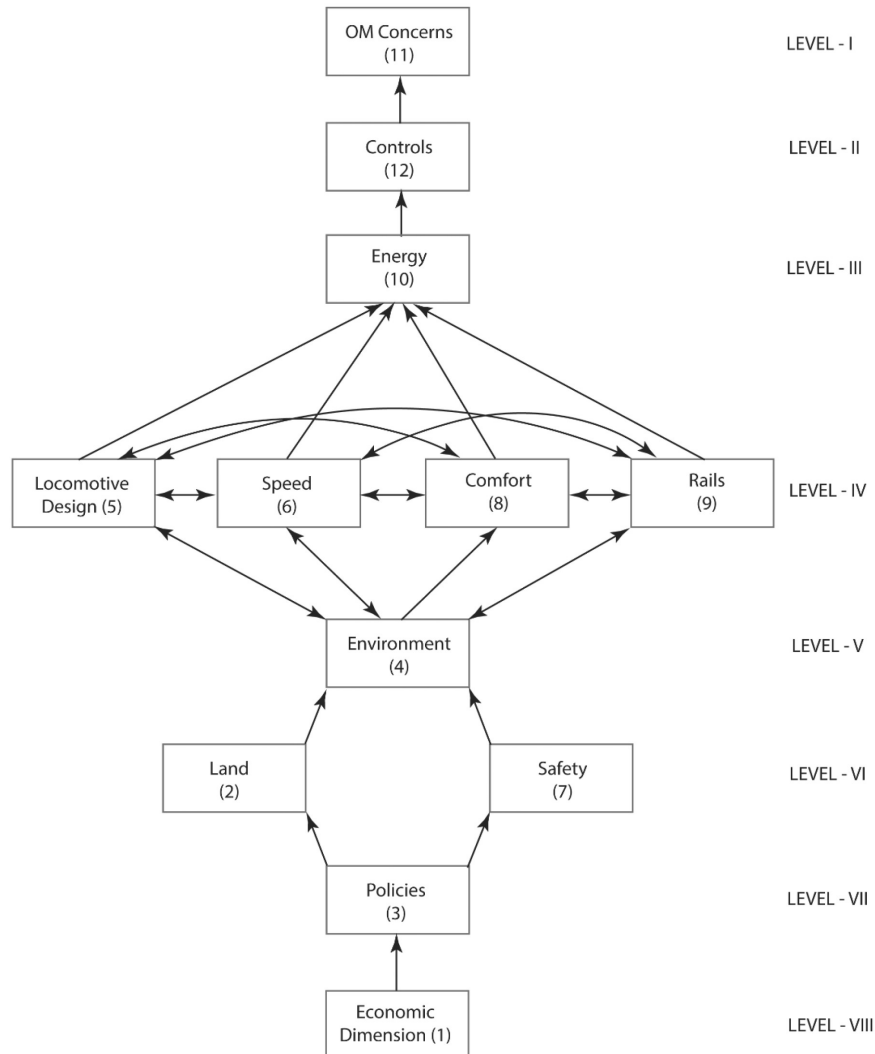 OM Concerns
(11)
LEVEL - I
Controls
(12)
LEVEL - II
Energy
(10)
LEVEL - III
Locomotive
Design (5)
Speed
(6)
Comfort
(8)
Rails
(9)
LEVEL - IV
Environment
(4)
LEVEL - V
Land
(2)
Safety
(7)
LEVEL - VI
Policies
(3)
LEVEL - VII
Economic
Dimension (1)
LEVEL - VIII